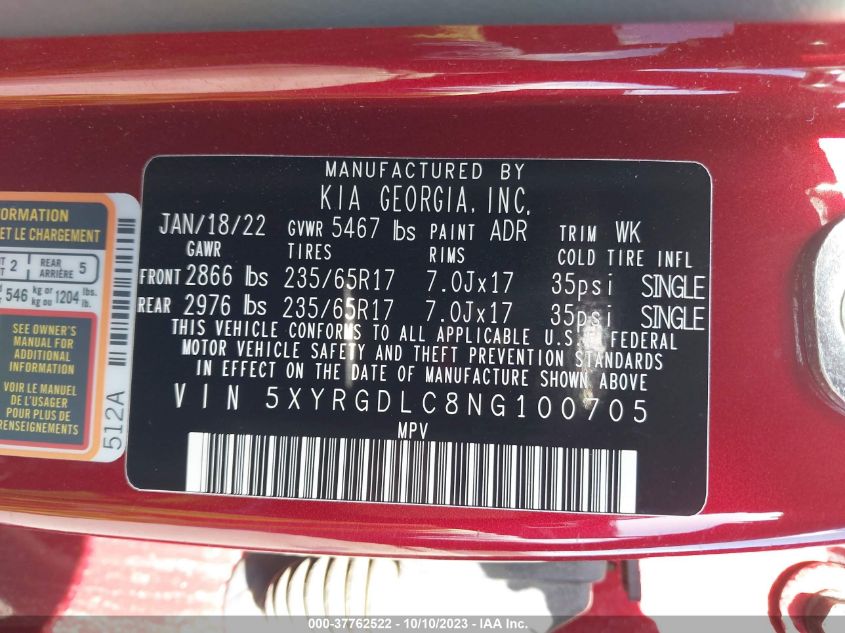 MANUFACTURED BY
KIA GEORGIA, INC.
JAN/18/22 GVWR 5467 lbs PAINT ADR TRIM WK
GAWR TIRES RIMS COLD TIRE INFL
FRONT 2866 lbs 235/65R17 7.0Jx17 35psi SINGLE
REAR 2976 lbs 235/65R17 7.0Jx17 35psi SINGLE
THIS VEHICLE CONFORMS TO ALL APPLICABLE U.S. FEDERAL
MOTOR VEHICLE SAFETY AND THEFT PREVENTION STANDARDS
IN EFFECT ON THE DATE OF MANUFACTURE SHOWN ABOVE
VIN 5XYRGDLC8NG100705
MPV
ET LE CHARGEMENT
2 REAR ARRIÈRE 5
546 kg or kg ou 1204 lbs. lb.
SEE OWNER'S
MANUAL FOR
ADDITIONAL
INFORMATION
VOIR LE MANUEL
DE L'USAGER
POUR PLUS DE
RENSEIGNEMENTS
512A
000-37762522 - 10/10/2023 - IAA Inc.